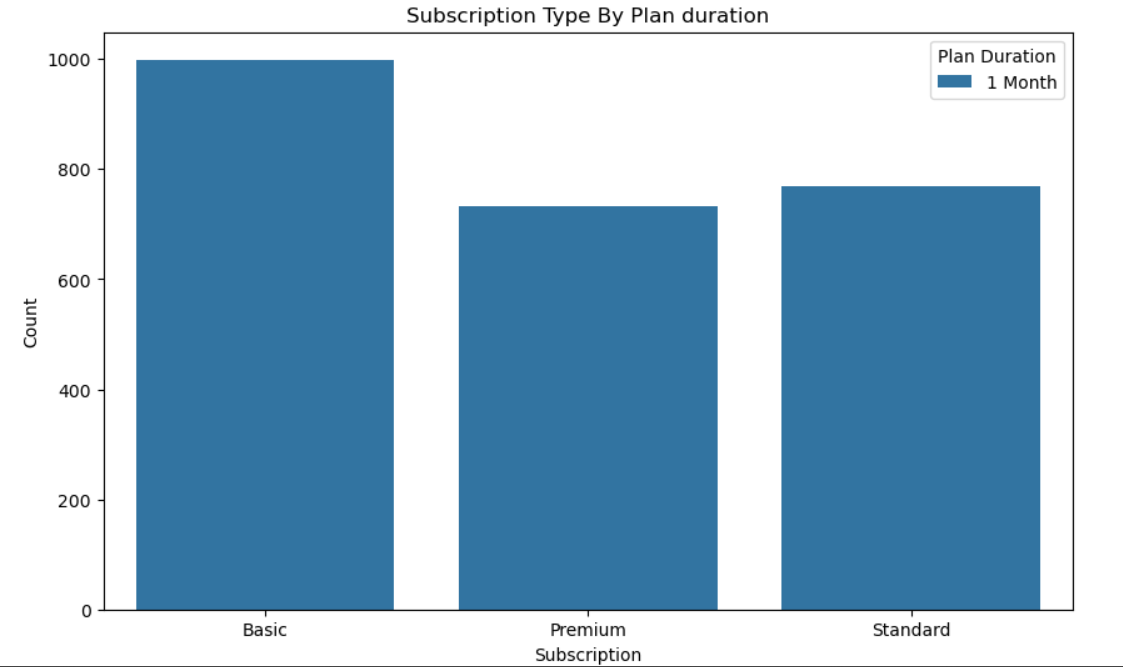 Subscription Type By Plan duration
Plan Duration
1 Month
1000
800
600
400
200
0
Count
Basic
Premium
Standard
Subscription